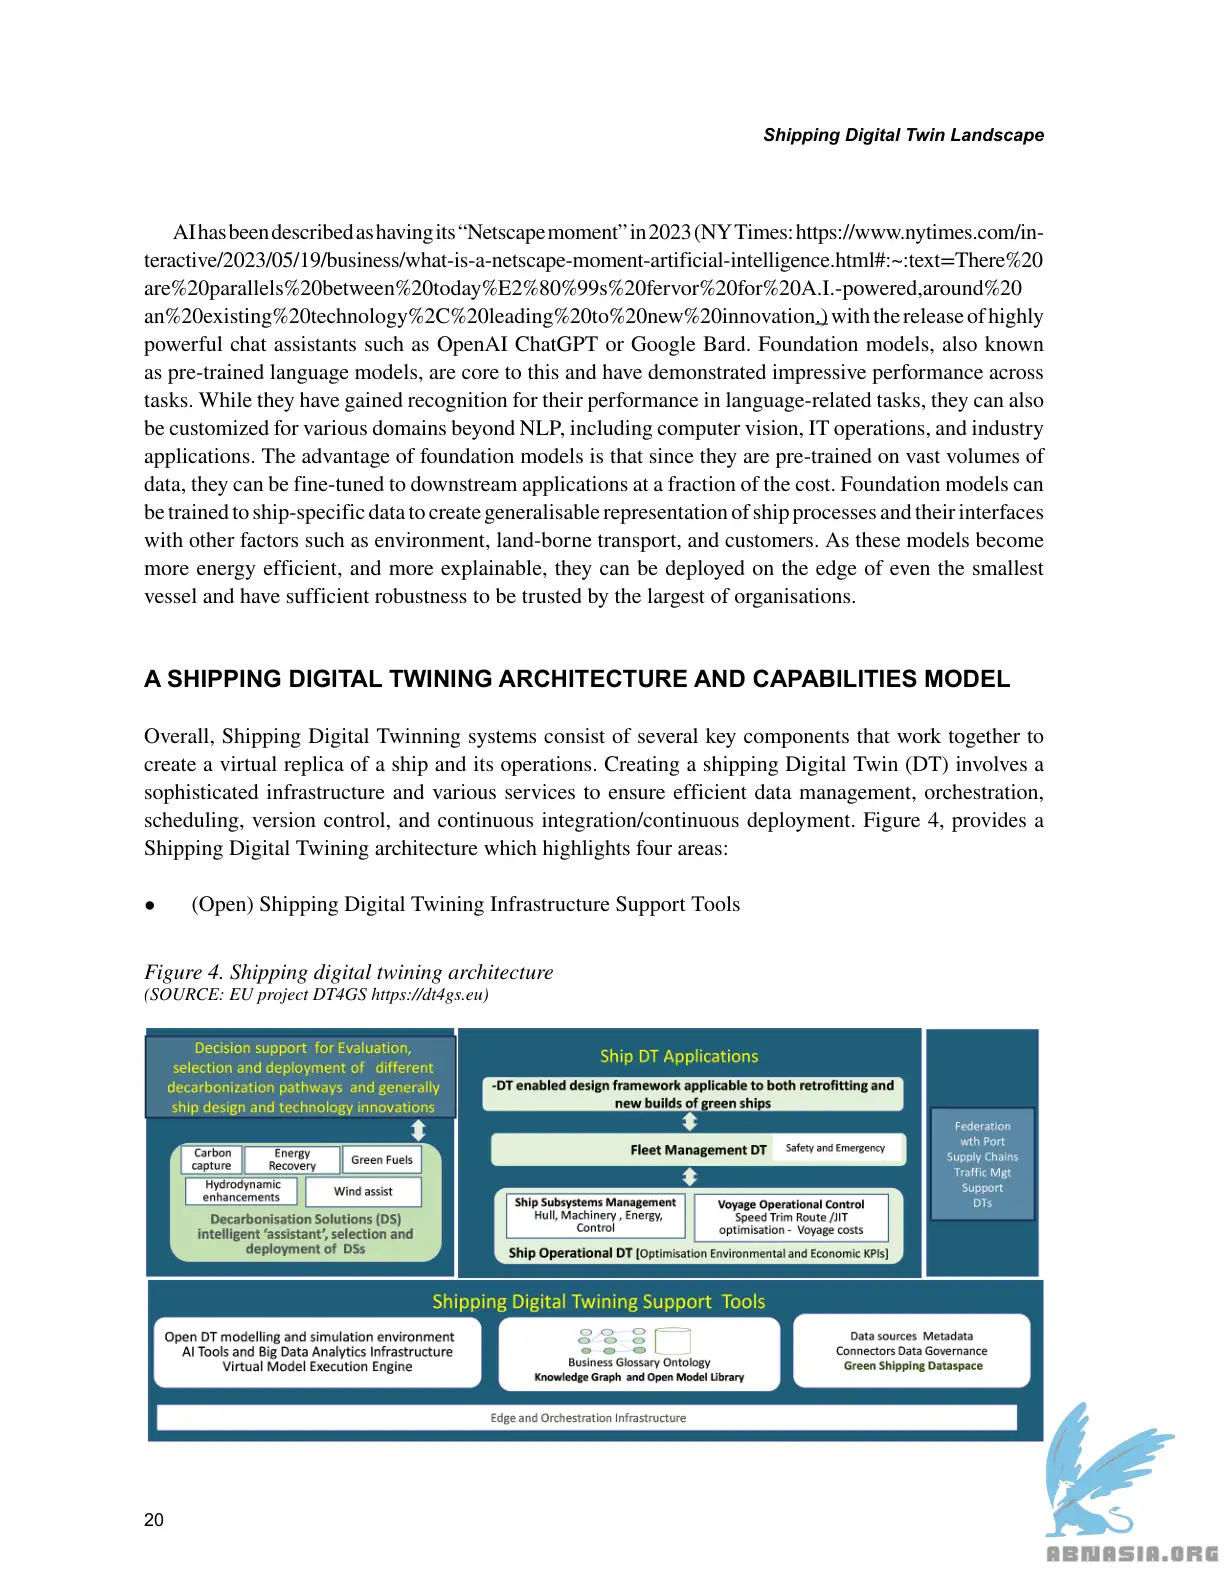 Shipping Digital Twin Landscape
AI has been described as having its “Netscape moment” in 2023 (NY Times: https://www.nytimes.com/in-
teractive/2023/05/19/business/what-is-a-netscape-moment-artificial-intelligence.html#:~:text=There%20
are%20parallels%20between%20today%E2%80%99s%20fervor%20for%20A.I.-powered,around%20
an%20existing%20technology%2C%20leading%20to%20new%20innovation.) with the release of highly
powerful chat assistants such as OpenAI ChatGPT or Google Bard. Foundation models, also known
as pre-trained language models, are core to this and have demonstrated impressive performance across
tasks. While they have gained recognition for their performance in language-related tasks, they can also
be customized for various domains beyond NLP, including computer vision, IT operations, and industry
applications. The advantage of foundation models is that since they are pre-trained on vast volumes of
data, they can be fine-tuned to downstream applications at a fraction of the cost. Foundation models can
be trained to ship-specific data to create generalisable representation of ship processes and their interfaces
with other factors such as environment, land-borne transport, and customers. As these models become
more energy efficient, and more explainable, they can be deployed on the edge of even the smallest
vessel and have sufficient robustness to be trusted by the largest of organisations.
A SHIPPING DIGITAL TWINING ARCHITECTURE AND CAPABILITIES MODEL
Overall, Shipping Digital Twinning systems consist of several key components that work together to
create a virtual replica of a ship and its operations. Creating a shipping Digital Twin (DT) involves a
sophisticated infrastructure and various services to ensure efficient data management, orchestration,
scheduling, version control, and continuous integration/continuous deployment. Figure 4, provides a
Shipping Digital Twining architecture which highlights four areas:
● (Open) Shipping Digital Twining Infrastructure Support Tools
Figure 4. Shipping digital twining architecture
(SOURCE: EU project DT4GS https://dt4gs.eu)
Decision support for Evaluation,
selection and deployment of different
decarbonization pathways and generally
ship design and technology innovations
Carbon
capture
Energy
Recovery
Green Fuels
Hydrodynamic
enhancements
Wind assist
Decarbonisation Solutions (DS)
intelligent ‘assistant’, selection and
deployment of DSs
Ship DT Applications
-DT enabled design framework applicable to both retrofitting and
new builds of green ships
Fleet Management DT
Safety and Emergency
Ship Subsystems Management
Hull, Machinery , Energy,
Control
Voyage Operational Control
Speed Trim Route /JIT
optimisation - Voyage costs
Ship Operational DT [Optimisation Environmental and Economic KPIs]
Federation
wth Port
Supply Chains
Traffic Mgt
Support
DTs
Shipping Digital Twining Support Tools
Open DT modelling and simulation environment
AI Tools and Big Data Analytics Infrastructure
Virtual Model Execution Engine
Business Glossary Ontology
Knowledge Graph and Open Model Library
Data sources Metadata
Connectors Data Governance
Green Shipping Dataspace
Edge and Orchestration Infrastructure
20
ABNASIA.ORG